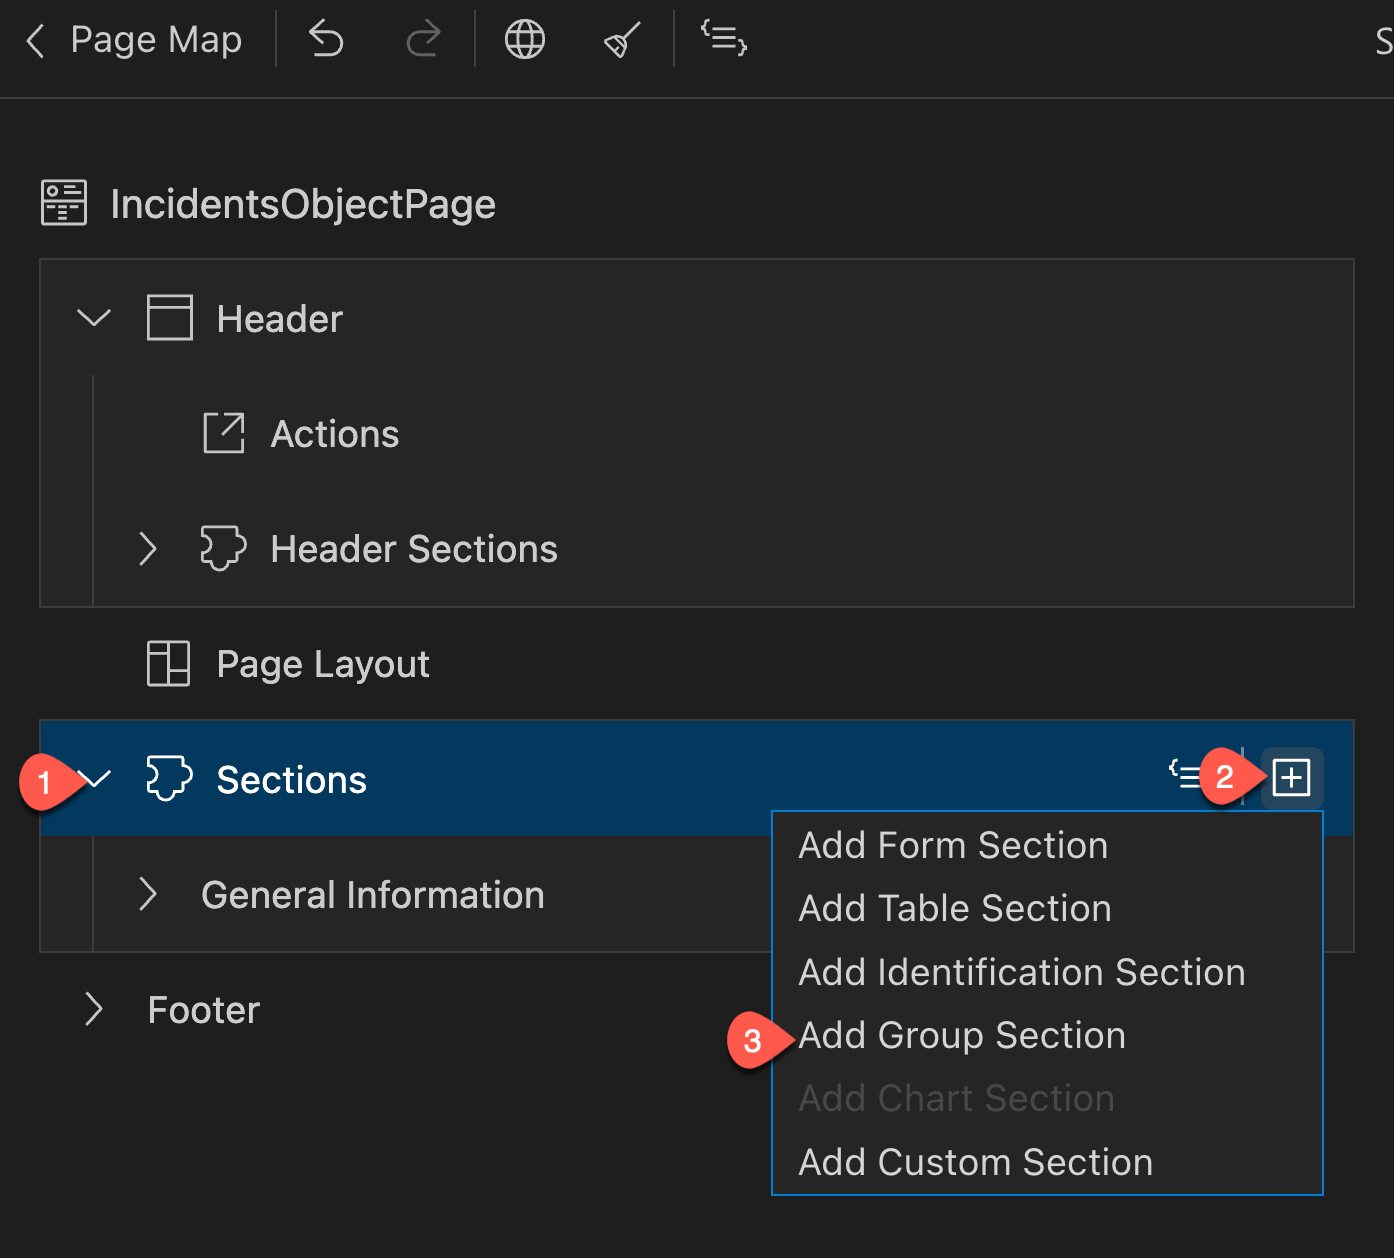 Page Map
S
IncidentsObjectPage
Header
Actions
Header Sections
Page Layout
1
Sections
2
Add Form Section
General Information
Add Table Section
Add Identification Section
Footer
3
Add Group Section
Add Chart Section
Add Custom Section